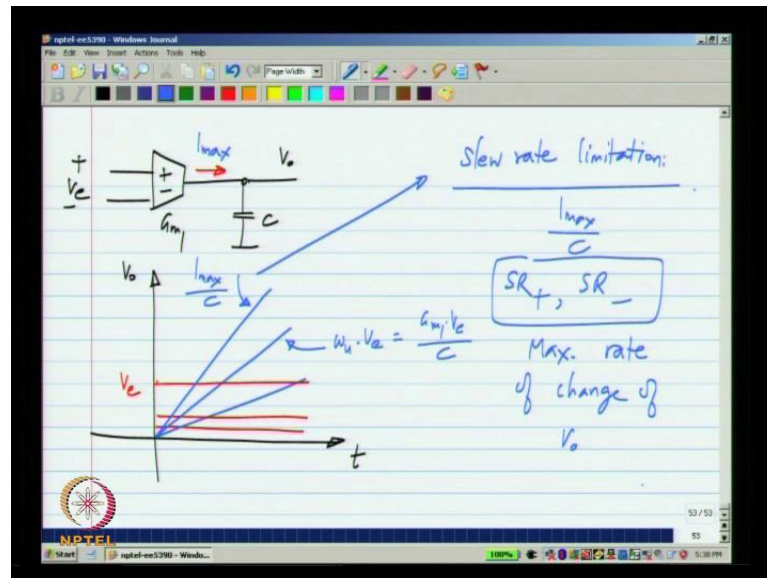 nptel-ee5390 - Windows Journal
File Edit View Insert Actions Tools Help
Page Width
B I
+
Ve
-
+
-
Gm1
Imax
Vo
C
Slew rate limitation:
Imax
C
SR+, SR-
Max. rate
of change of
Vo
Vo
Imax
C
ωu·Ve = Gm1·Ve
C
Ve
t
NPTEL
53 / 53
53
Start
nptel-ee5390 - Windo...
100%
5:38 PM